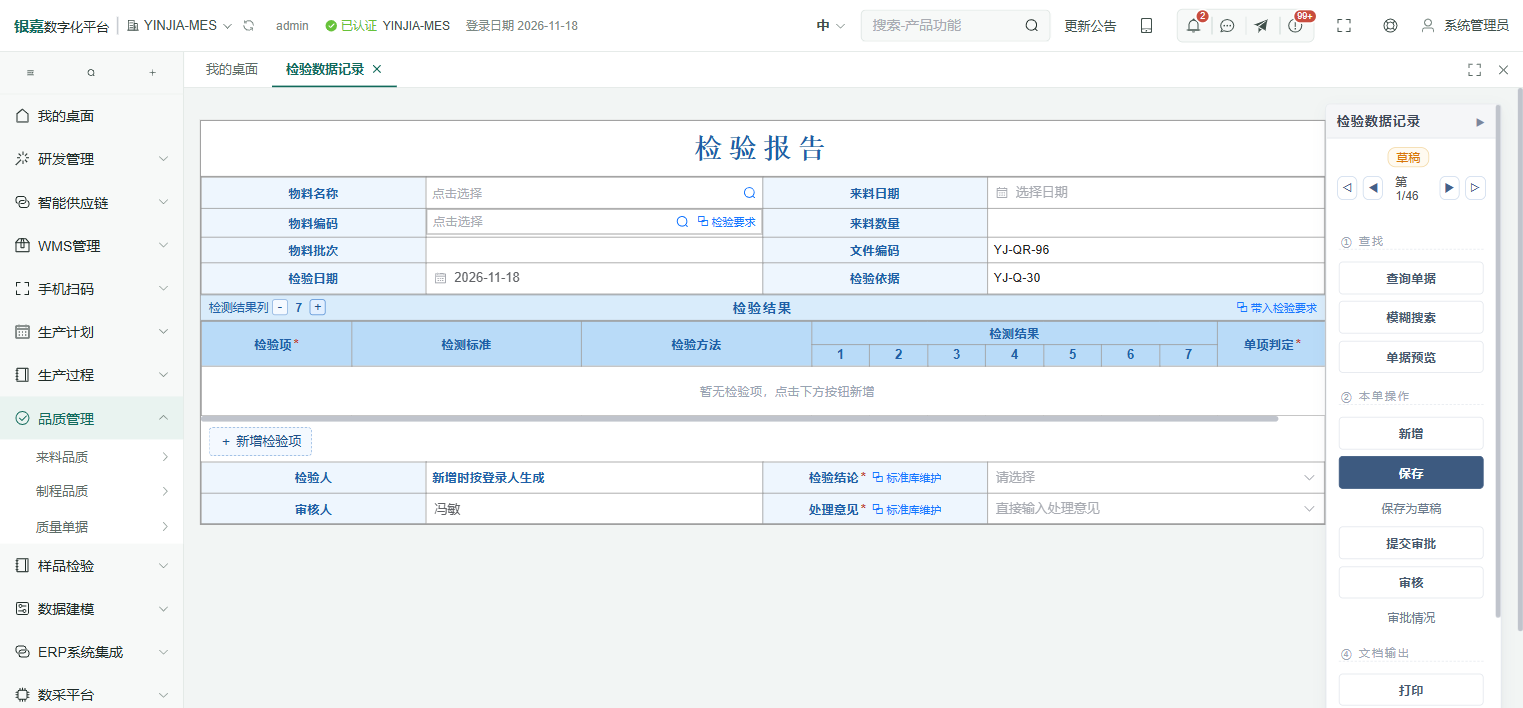 银嘉数字化平台 YINJIA-MES admin 已认证 YINJIA-MES 登录日期 2026-11-18 中 搜索-产品功能 更新公告 2 99+ 系统管理员
我的桌面 检验数据记录
我的桌面
研发管理
智能供应链
WMS管理
手机扫码
生产计划
生产过程
品质管理
来料品质
制程品质
质量单据
样品检验
数据建模
ERP系统集成
数采平台
检验报告
物料名称 点击选择 来料日期 选择日期
物料编码 点击选择 检验要求 来料数量
物料批次 文件编码 YJ-QR-96
检验日期 2026-11-18 检验依据 YJ-Q-30
检测结果列 - 7 + 检验结果 带入检验要求
检验项* 检测标准 检验方法 检测结果 单项判定*
1 2 3 4 5 6 7
暂无检验项，点击下方按钮新增
+ 新增检验项
检验人 新增时按登录人生成 检验结论* 标准库维护 请选择
审核人 冯敏 处理意见* 标准库维护 直接输入处理意见
检验数据记录
草稿
第
1/46
① 查找
查询单据
模糊搜索
单据预览
② 本单操作
新增
保存
保存为草稿
提交审批
审核
审批情况
④ 文档输出
打印